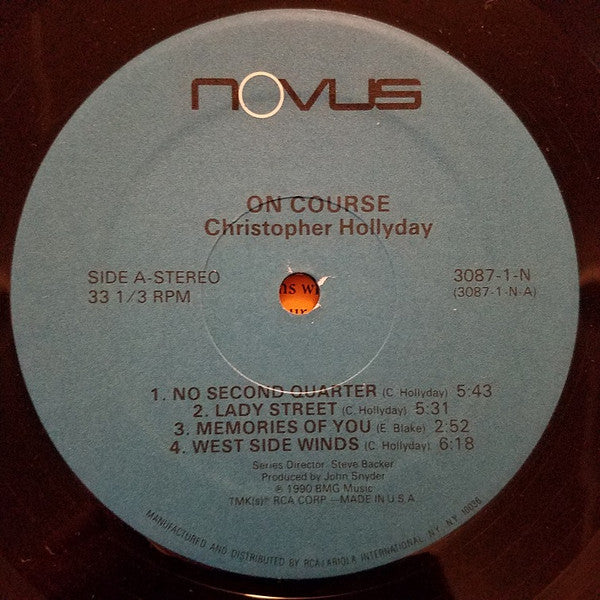 NOVUS
ON COURSE
Christopher Hollyday
SIDE A-STEREO
33 1/3 RPM
3087-1-N
(3087-1-N-A)
1. NO SECOND QUARTER (C. Hollyday) 5:43
2. LADY STREET (C. Hollyday) 5:31
3. MEMORIES OF YOU (E. Blake) 2:52
4. WEST SIDE WINDS (C. Hollyday) 6:18
Series Director: Steve Backer
Produced by John Snyder
℗ 1990 BMG Music
TMK(s)® RCA CORP.—MADE IN U.S.A.
MANUFACTURED AND DISTRIBUTED BY RCA/ARIOLA INTERNATIONAL, NY, N.Y. 10036